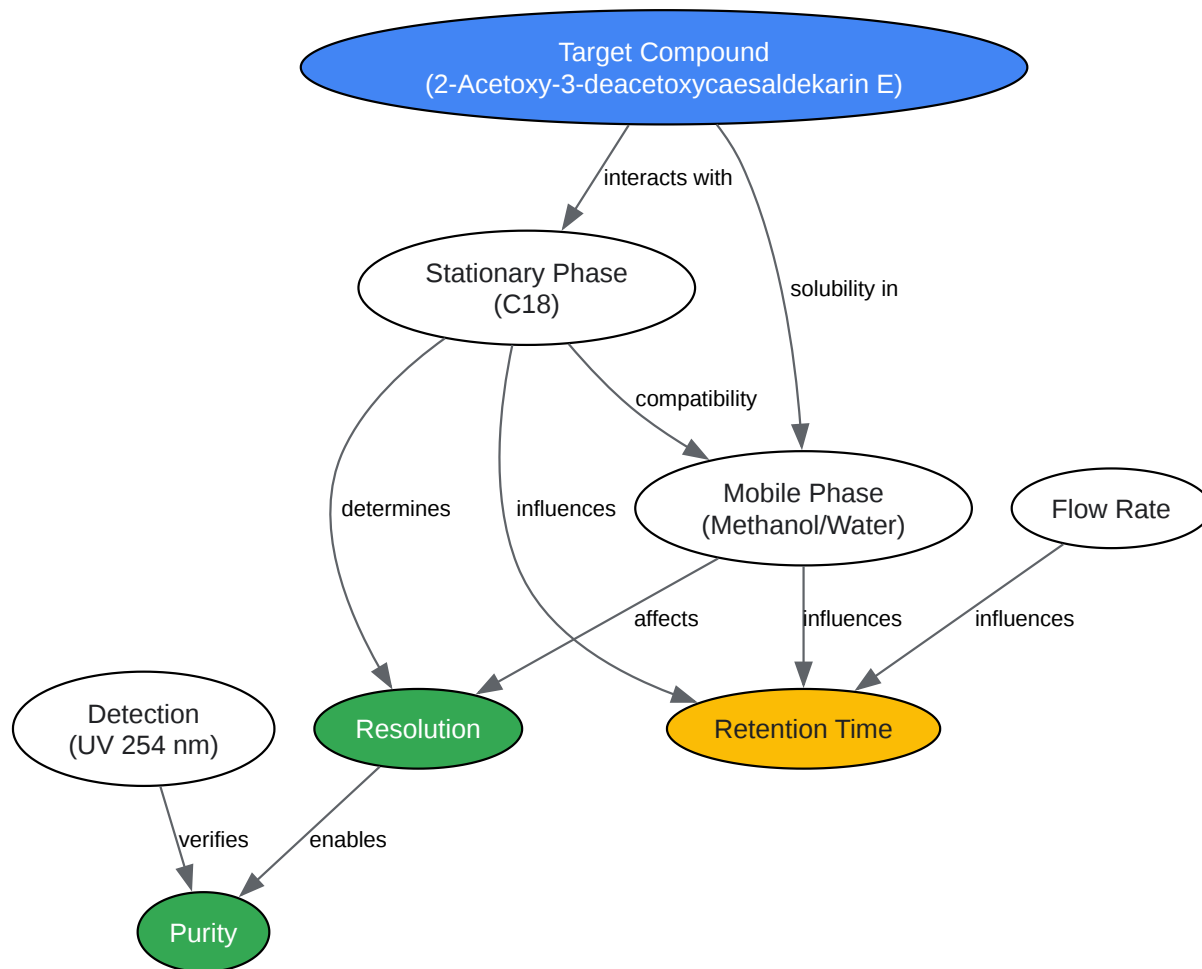 Target Compound
(2-Acetoxy-3-deacetoxycaesaldekarin E)
interacts with
Stationary Phase
(C18)
solubility in
compatibility
determines
influences
Mobile Phase
(Methanol/Water)
Flow Rate
affects
influences
influences
Detection
(UV 254 nm)
Resolution
Retention Time
verifies
enables
Purity